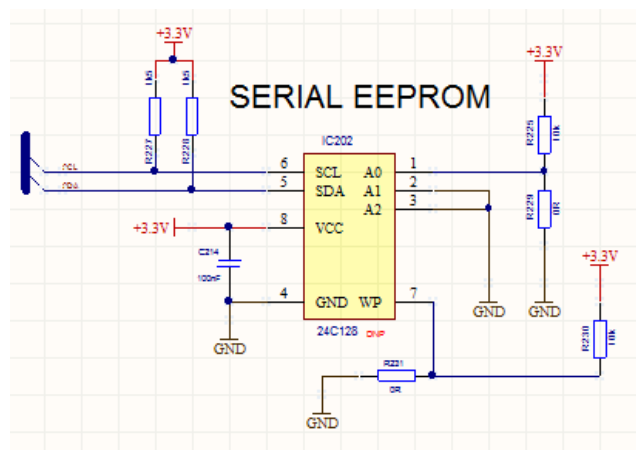 +3.3V
1k5
1k5
R227
R228
SERIAL EEPROM
+3.3V
R225
10k
IC202
SCL
SDA
6
SCL
A0
1
5
SDA
A1
2
A2
3
+3.3V
8
VCC
R229
0R
C214
100nF
4
GND
WP
7
GND
GND
24C128
DNP
GND
+3.3V
R230
10k
R231
0R
GND